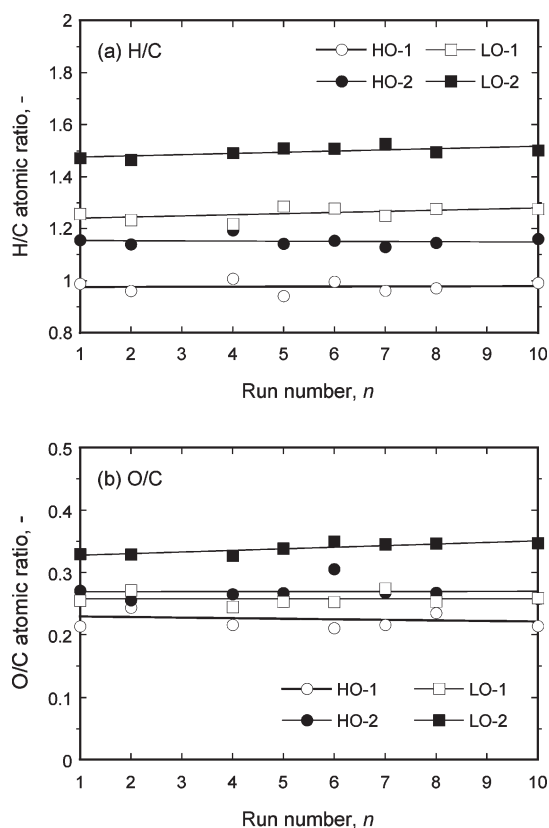 (a) H/C
HO-1
LO-1
HO-2
LO-2
2
1.8
1.6
1.4
1.2
1
0.8
H/C atomic ratio, -
1 2 3 4 5 6 7 8 9 10
Run number, n
(b) O/C
0.5
0.4
0.3
0.2
0.1
0
O/C atomic ratio, -
HO-1
LO-1
HO-2
LO-2
1 2 3 4 5 6 7 8 9 10
Run number, n